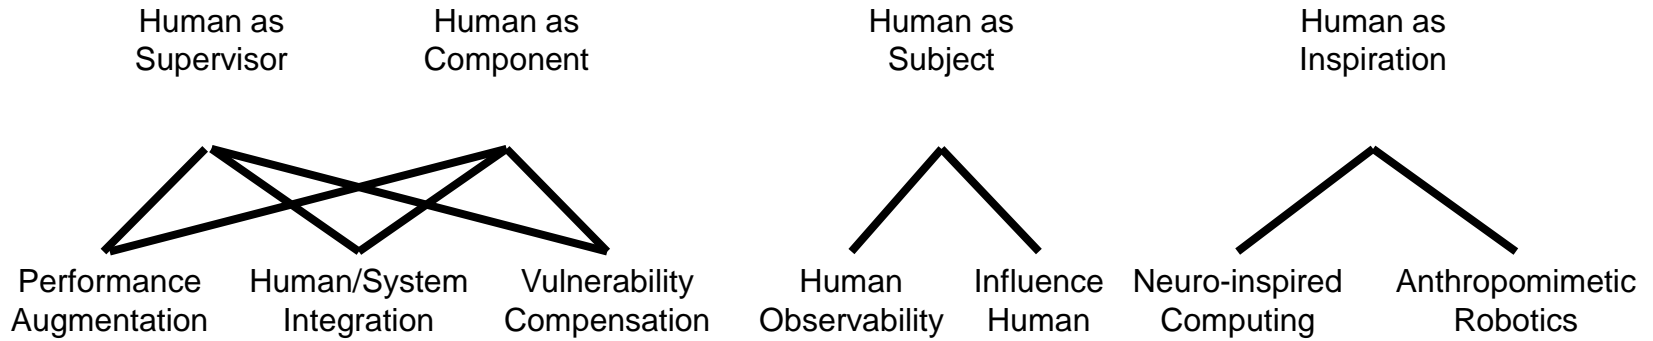 Human as
Supervisor
Human as
Component
Human as
Subject
Human as
Inspiration
Performance
Augmentation
Human/System
Integration
Vulnerability
Compensation
Human
Observability
Influence
Human
Neuro-inspired
Computing
Anthropomimetic
Robotics